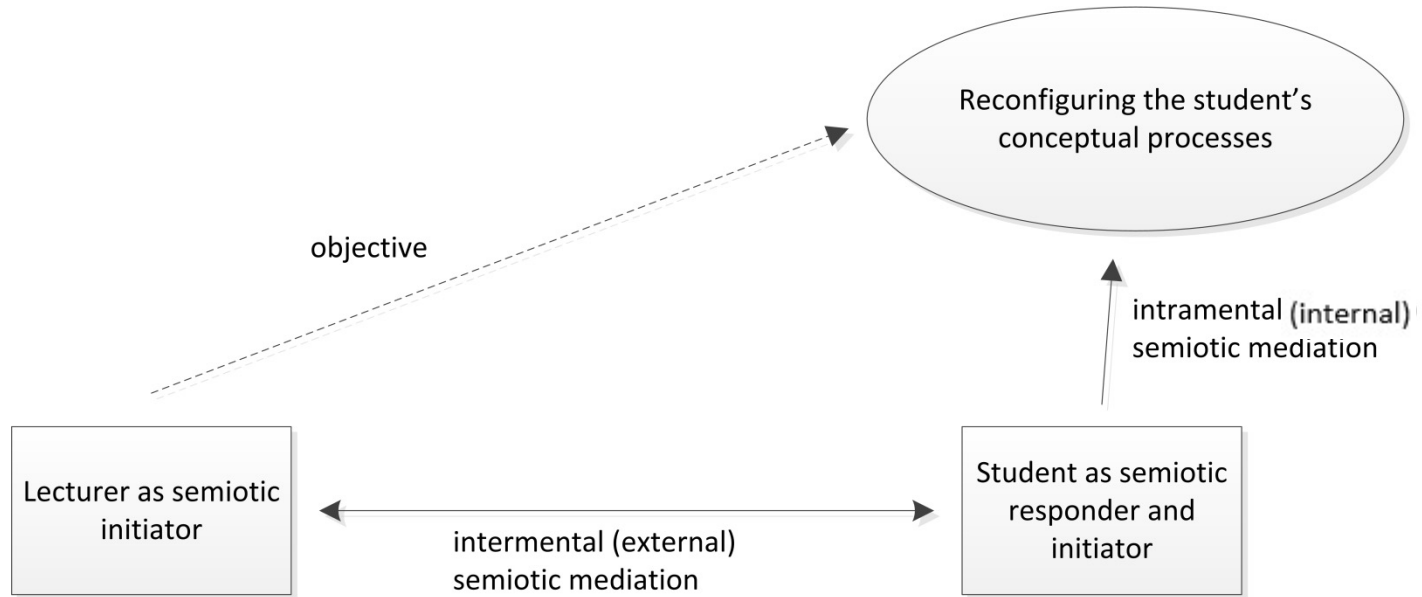 Reconfiguring the student's
conceptual processes
objective
intramental (internal)
semiotic mediation
Lecturer as semiotic
initiator
Student as semiotic
responder and
initiator
intermental (external)
semiotic mediation